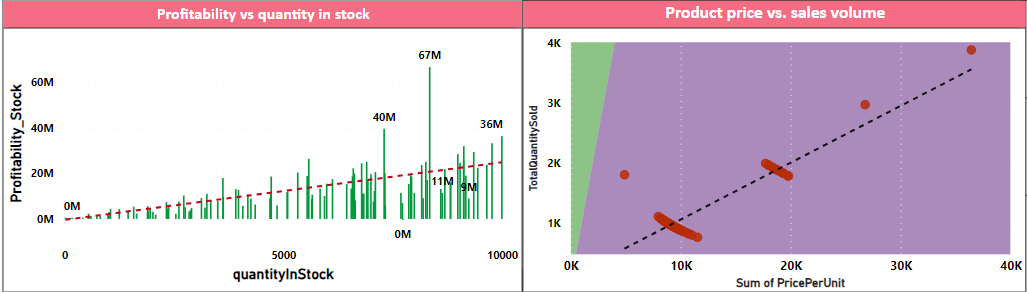 Profitability vs quantity in stock
67M
60M
40M
40M
36M
20M
11M
9M
0M
0M
0M
0
5000
10000
Profitability_Stock
quantityInStock
Product price vs. sales volume
4K
3K
2K
1K
0K
10K
20K
30K
40K
TotalQuantitySold
Sum of PricePerUnit